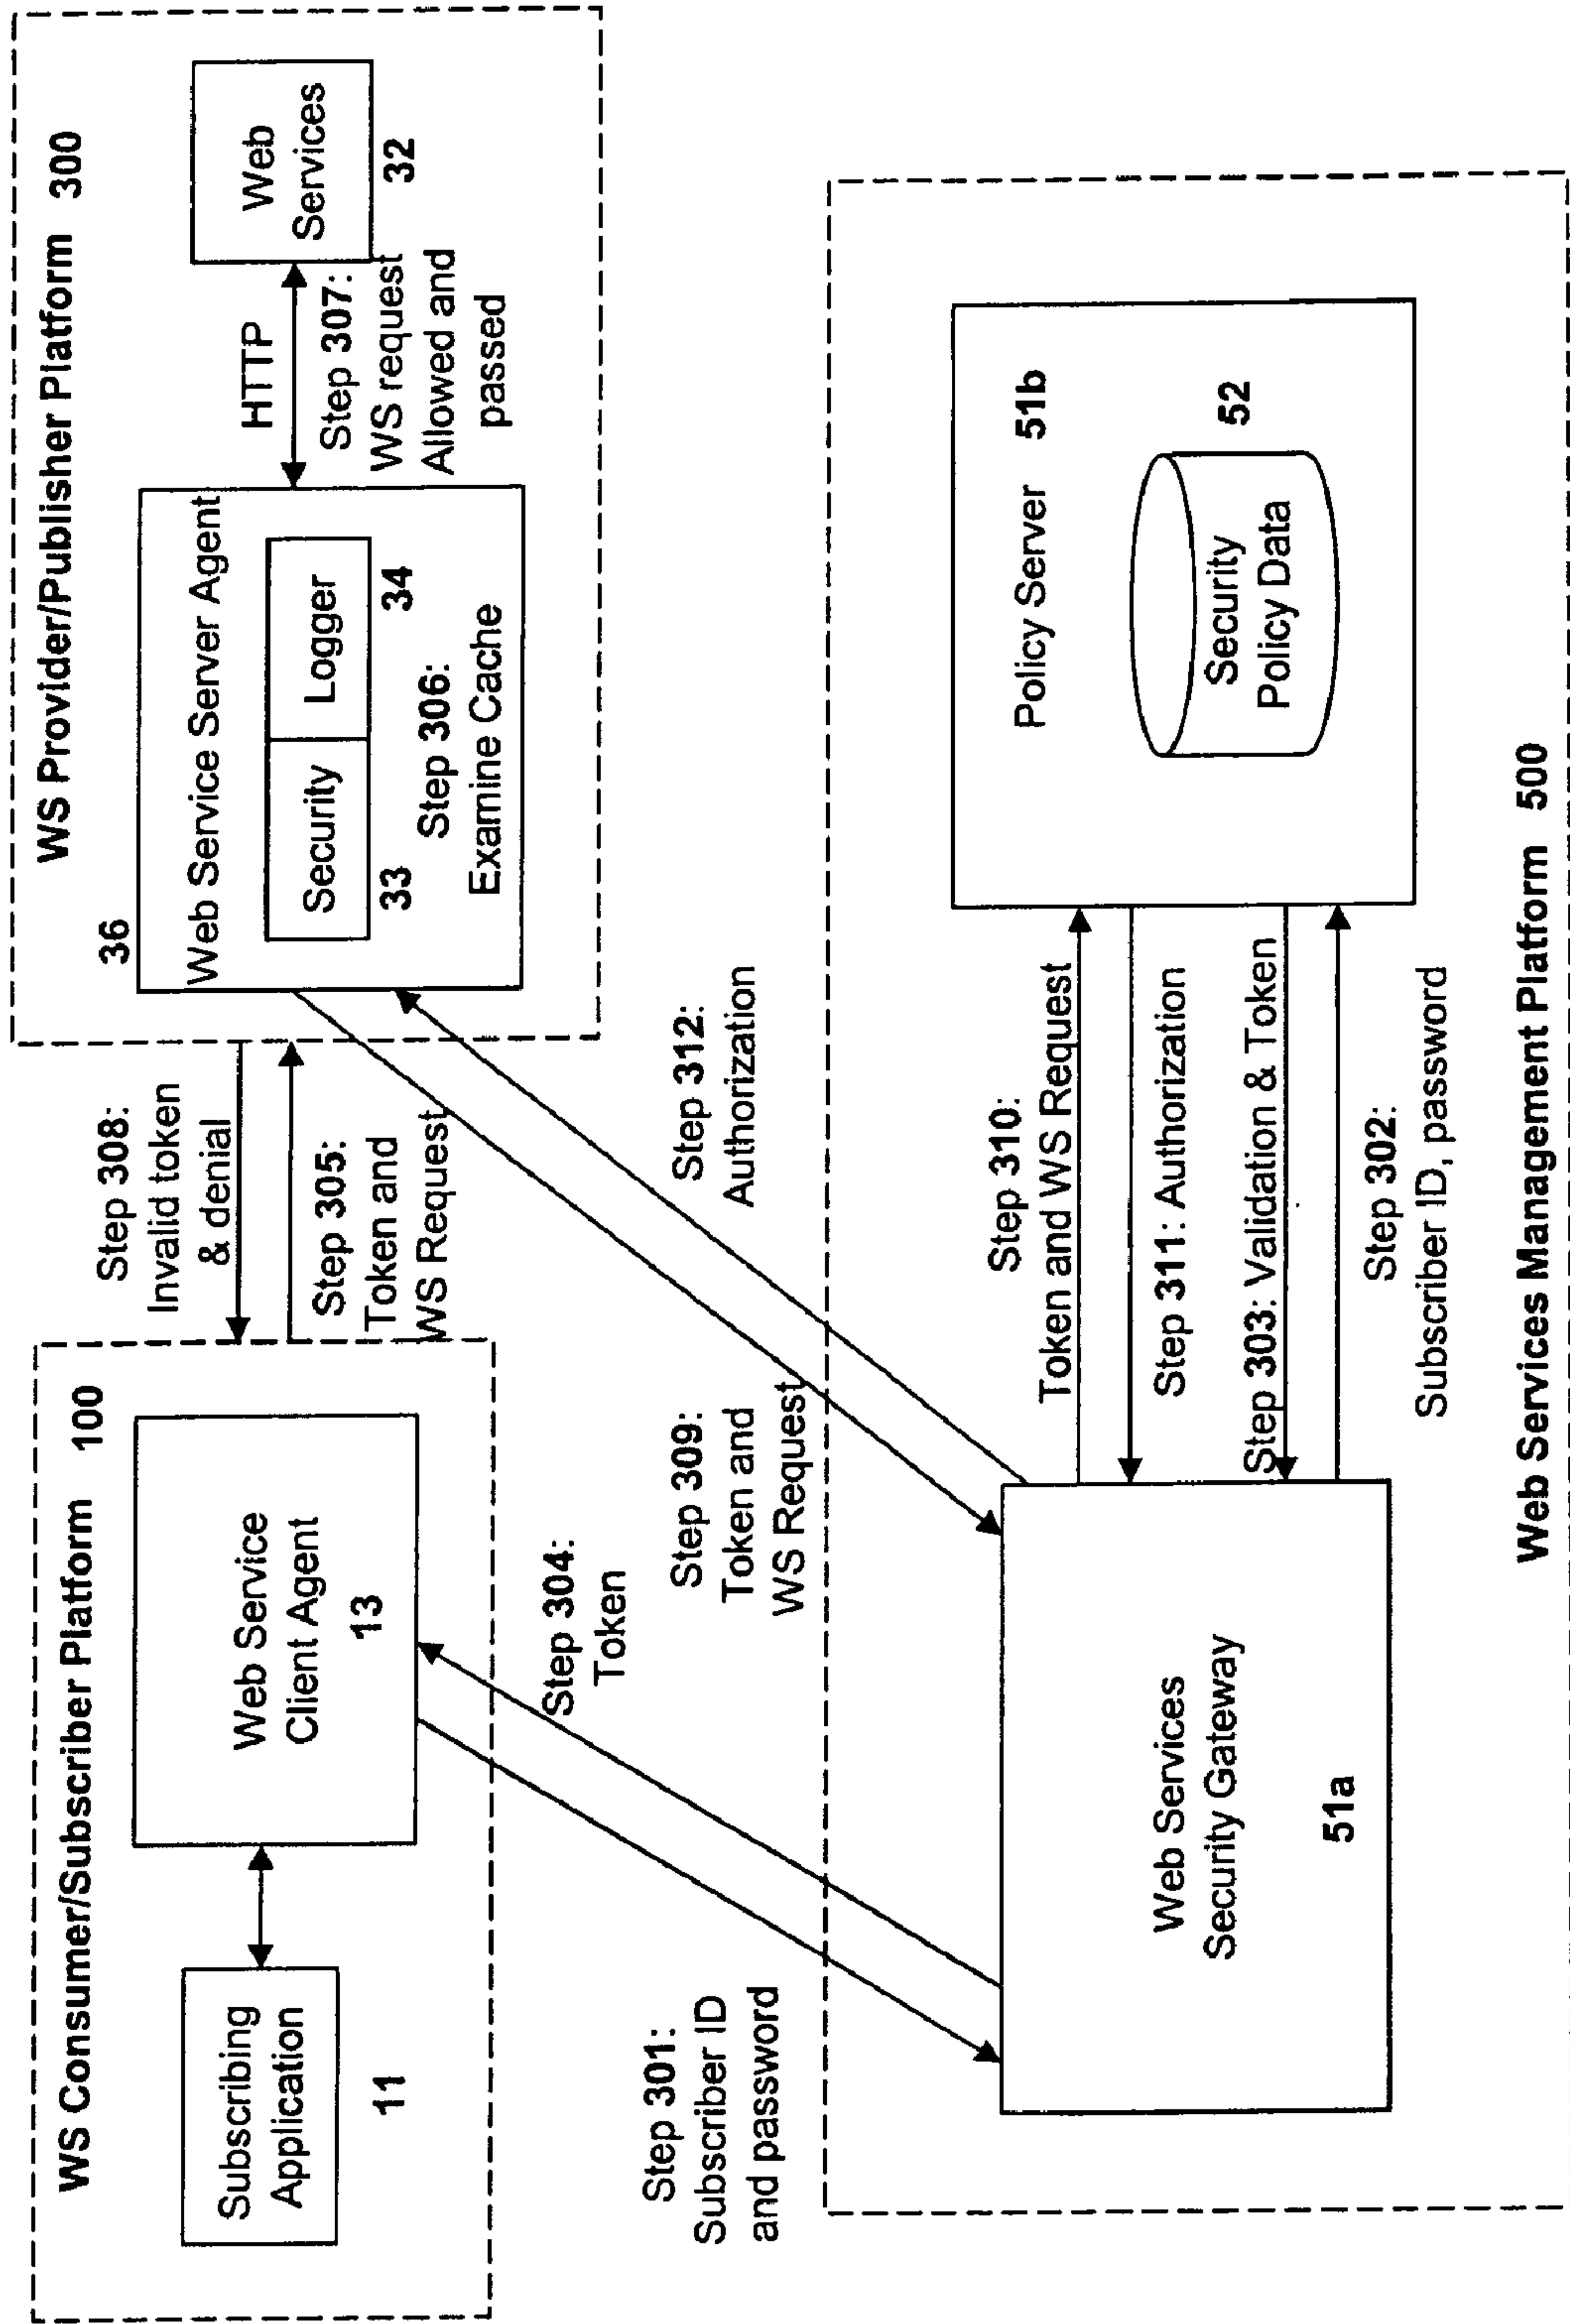 WS Consumer/Subscriber Platform 100
Subscribing
Application
11
Web Service
Client Agent
13
Step 308:
Invalid token
& denial
Step 305:
Token and
WS Request
WS Provider/Publisher Platform 300
36
Web Service Server Agent
Security
Logger
33
34
Step 306:
Examine Cache
HTTP
Step 307:
WS request
Allowed and
passed
Web
Services
32
Step 301:
Subscriber ID
and password
Step 304:
Token
Step 309:
Token and
WS Request
Step 312:
Authorization
Web Services
Security Gateway
51a
Step 310:
Token and WS Request
Step 311: Authorization
Step 303: Validation & Token
Step 302:
Subscriber ID, password
Policy Server 51b
52
Security
Policy Data
Web Services Management Platform 500